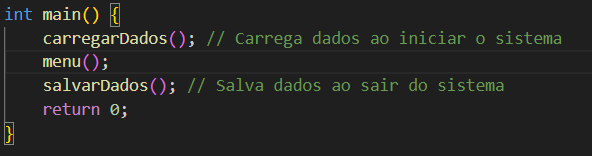 int main() {
    carregarDados(); // Carrega dados ao iniciar o sistema
    menu();
    salvarDados(); // Salva dados ao sair do sistema
    return 0;
}